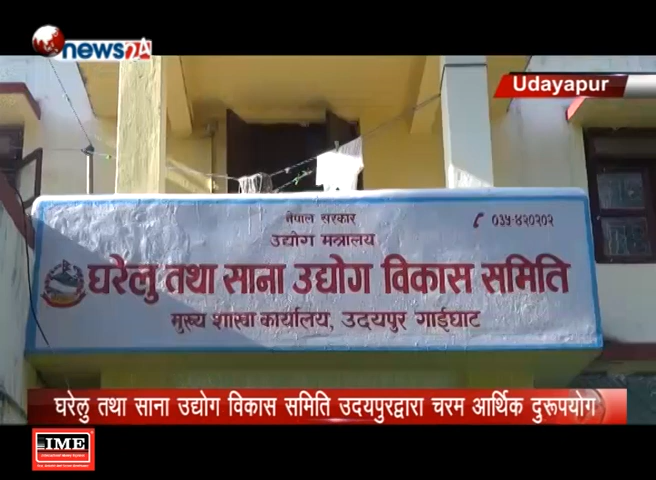 news24
Udayapur
नेपाल सरकार
०३५-४२०२०२
उद्योग मन्त्रालय
घरेलु तथा साना उद्योग विकास समिति
मुख्य शाखा कार्यालय, उदयपुर गाईघाट
घरेलु तथा साना उद्योग विकास समिति उदयपुरद्वारा चरम आर्थिक दुरूपयोग
IME